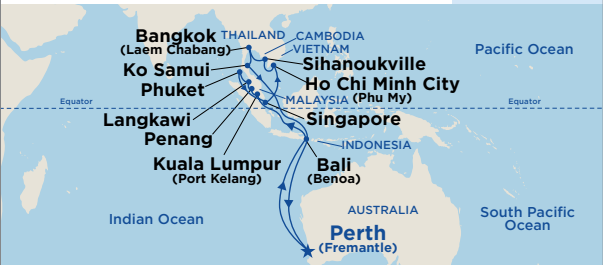 Bangkok
(Laem Chabang)
THAILAND
CAMBODIA
VIETNAM
Pacific Ocean
Ko Samui
Sihanoukville
Phuket
Ho Chi Minh City
(Phu My)
MALAYSIA
Equator
Equator
Langkawi
Singapore
Penang
INDONESIA
Kuala Lumpur
(Port Kelang)
Bali
(Benoa)
Indian Ocean
AUSTRALIA
South Pacific
Ocean
Perth
(Fremantle)